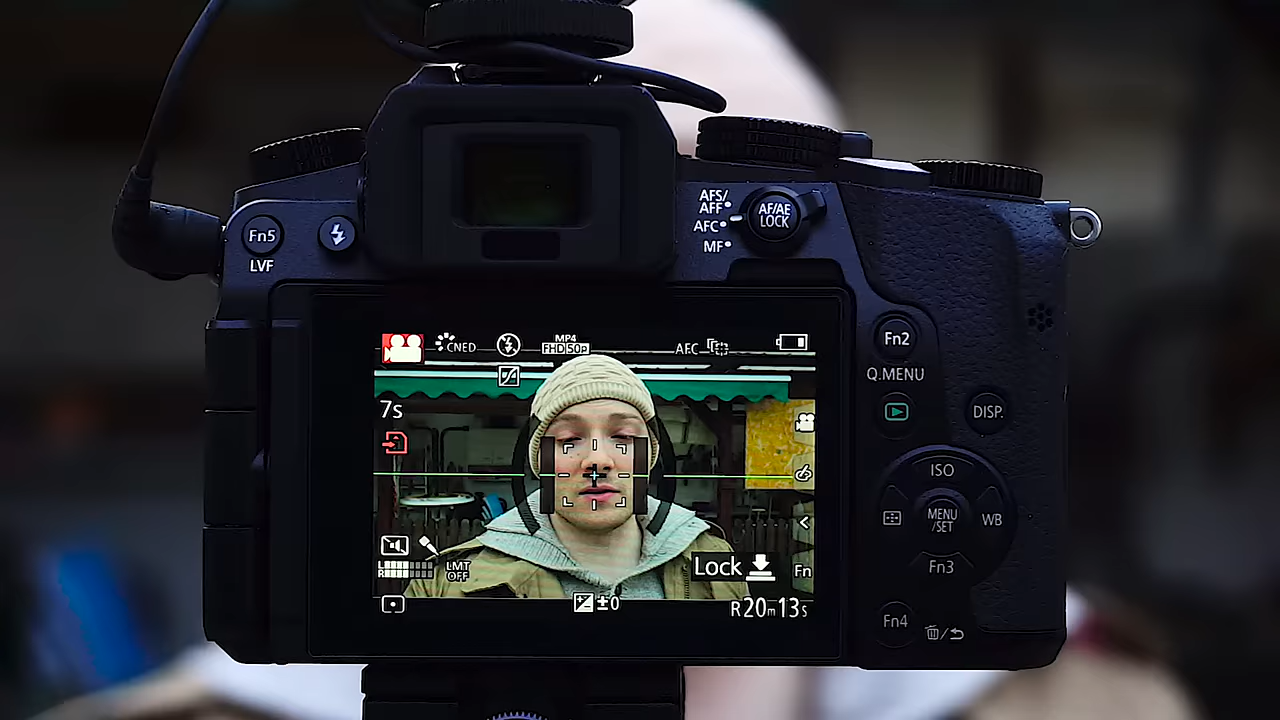 AFS/
AFF
AFC
MF
AF/AE
LOCK
Fn5
LVF
Fn2
Q.MENU
DISP.
ISO
MENU
/SET
WB
Fn3
Fn4
CNED
MP4
FHD 50p
AFC
7s
L
R
LMT
OFF
Lock
Fn
±0
R20m13s